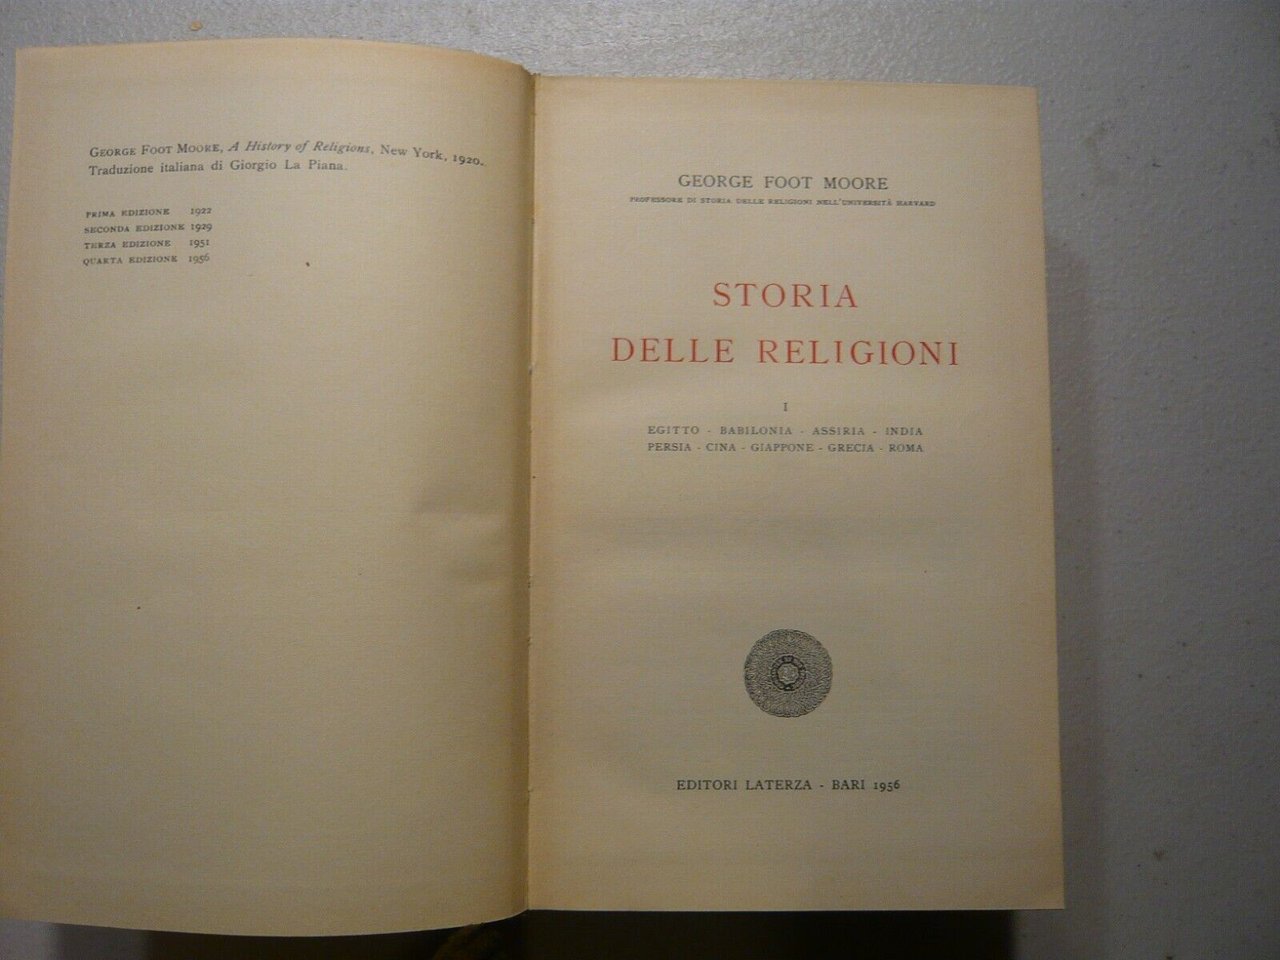 GEORGE FOOT MOORE, A History of Religions, New York, 1920.
Traduzione italiana di Giorgio La Piana.
PRIMA EDIZIONE 1922
SECONDA EDIZIONE 1929
TERZA EDIZIONE 1951
QUARTA EDIZIONE 1956
GEORGE FOOT MOORE
PROFESSORE DI STORIA DELLE RELIGIONI NELL'UNIVERSITÀ HARVARD
STORIA
DELLE RELIGIONI
I
EGITTO - BABILONIA - ASSIRIA - INDIA
PERSIA - CINA - GIAPPONE - GRECIA - ROMA
EDITORI LATERZA - BARI 1956